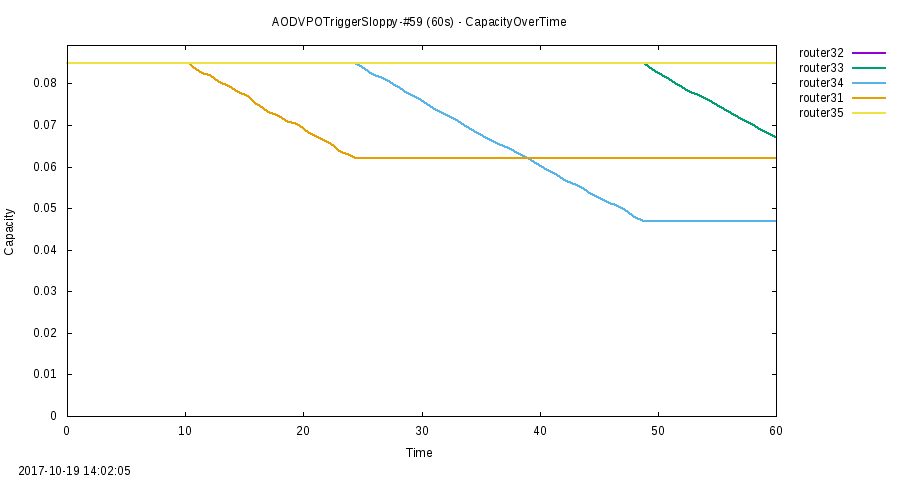 AODVPOTriggerSloppy-#59 (60s) - CapacityOverTime
router32
router33
router34
router31
router35
0.08
0.07
0.06
0.05
0.04
0.03
0.02
0.01
0
Capacity
0 10 20 30 40 50 60
Time
2017-10-19 14:02:05